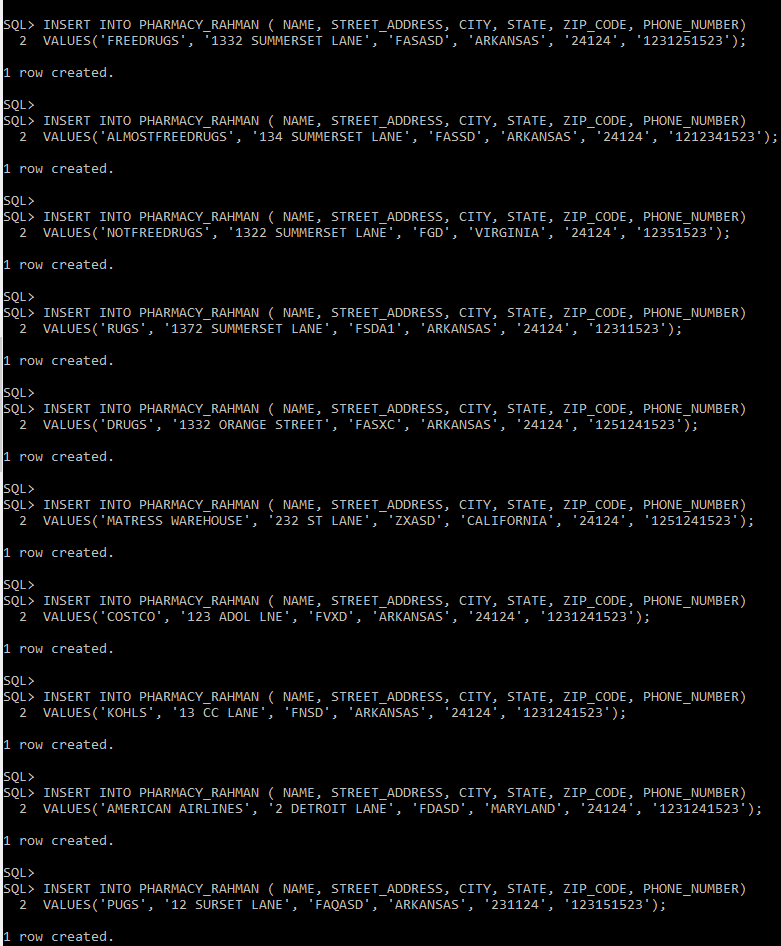 SQL> INSERT INTO PHARMACY_RAHMAN ( NAME, STREET_ADDRESS, CITY, STATE, ZIP_CODE, PHONE_NUMBER)
2 VALUES('FREEDRUGS', '1332 SUMMERSET LANE', 'FASASD', 'ARKANSAS', '24124', '1231251523');
1 row created.
SQL>
SQL> INSERT INTO PHARMACY_RAHMAN ( NAME, STREET_ADDRESS, CITY, STATE, ZIP_CODE, PHONE_NUMBER)
2 VALUES('ALMOSTFREEDRUGS', '134 SUMMERSET LANE', 'FASSD', 'ARKANSAS', '24124', '1212341523');
1 row created.
SQL>
SQL> INSERT INTO PHARMACY_RAHMAN ( NAME, STREET_ADDRESS, CITY, STATE, ZIP_CODE, PHONE_NUMBER)
2 VALUES('NOTFREEDRUGS', '1322 SUMMERSET LANE', 'FGD', 'VIRGINIA', '24124', '12351523');
1 row created.
SQL>
SQL> INSERT INTO PHARMACY_RAHMAN ( NAME, STREET_ADDRESS, CITY, STATE, ZIP_CODE, PHONE_NUMBER)
2 VALUES('RUGS', '1372 SUMMERSET LANE', 'FSDA1', 'ARKANSAS', '24124', '12311523');
1 row created.
SQL>
SQL> INSERT INTO PHARMACY_RAHMAN ( NAME, STREET_ADDRESS, CITY, STATE, ZIP_CODE, PHONE_NUMBER)
2 VALUES('DRUGS', '1332 ORANGE STREET', 'FASXC', 'ARKANSAS', '24124', '1251241523');
1 row created.
SQL>
SQL> INSERT INTO PHARMACY_RAHMAN ( NAME, STREET_ADDRESS, CITY, STATE, ZIP_CODE, PHONE_NUMBER)
2 VALUES('MATRESS WAREHOUSE', '232 ST LANE', 'ZXASD', 'CALIFORNIA', '24124', '1251241523');
1 row created.
SQL>
SQL> INSERT INTO PHARMACY_RAHMAN ( NAME, STREET_ADDRESS, CITY, STATE, ZIP_CODE, PHONE_NUMBER)
2 VALUES('COSTCO', '123 ADOL LNE', 'FVXD', 'ARKANSAS', '24124', '1231241523');
1 row created.
SQL>
SQL> INSERT INTO PHARMACY_RAHMAN ( NAME, STREET_ADDRESS, CITY, STATE, ZIP_CODE, PHONE_NUMBER)
2 VALUES('KOHLS', '13 CC LANE', 'FNSD', 'ARKANSAS', '24124', '1231241523');
1 row created.
SQL>
SQL> INSERT INTO PHARMACY_RAHMAN ( NAME, STREET_ADDRESS, CITY, STATE, ZIP_CODE, PHONE_NUMBER)
2 VALUES('AMERICAN AIRLINES', '2 DETROIT LANE', 'FDASD', 'MARYLAND', '24124', '1231241523');
1 row created.
SQL>
SQL> INSERT INTO PHARMACY_RAHMAN ( NAME, STREET_ADDRESS, CITY, STATE, ZIP_CODE, PHONE_NUMBER)
2 VALUES('PUGS', '12 SURSET LANE', 'FAQASD', 'ARKANSAS', '231124', '123151523');
1 row created.